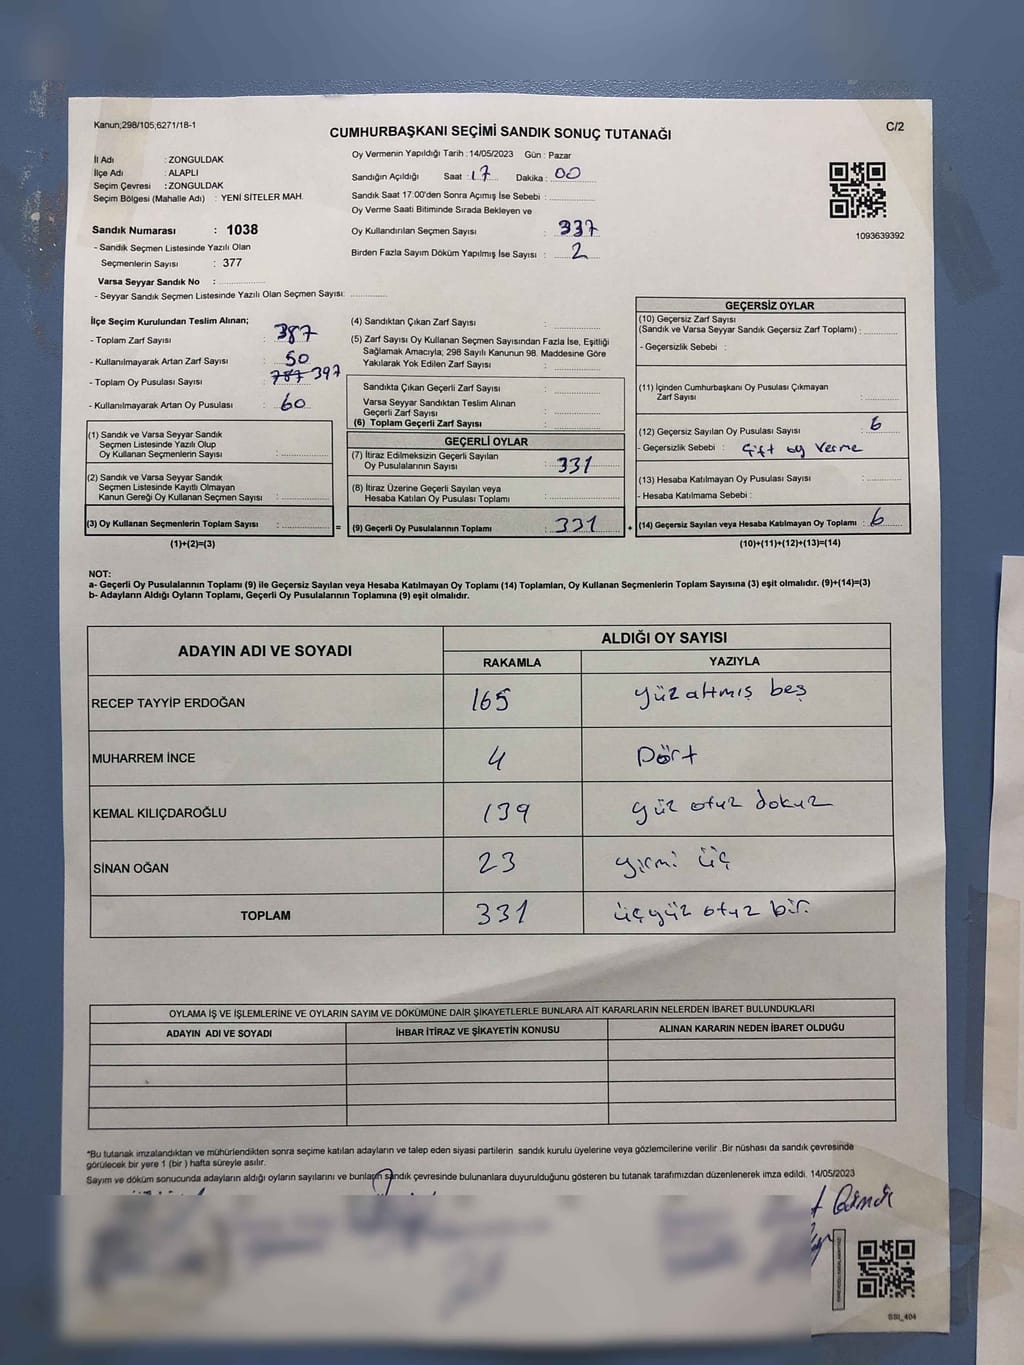 Kanun;298/105,6271/18-1
C/2
CUMHURBAŞKANI SEÇİMİ SANDIK SONUÇ TUTANAĞI
İl Adı : ZONGULDAK
İlçe Adı : ALAPLI
Seçim Çevresi : ZONGULDAK
Seçim Bölgesi (Mahalle Adı) : YENİ SİTELER MAH.
Sandık Numarası : 1038
- Sandık Seçmen Listesinde Yazılı Olan
Seçmenlerin Sayısı : 377
Varsa Seyyar Sandık No :
- Seyyar Sandık Seçmen Listesinde Yazılı Olan Seçmen Sayısı:
Oy Vermenin Yapıldığı Tarih : 14/05/2023 Gün : Pazar
Sandığın Açıldığı Saat : 17 Dakika : 00
Sandık Saat 17.00'den Sonra Açılmış İse Sebebi :
Oy Verme Saati Bitiminde Sırada Bekleyen ve
Oy Kullandırılan Seçmen Sayısı : 337
Birden Fazla Sayım Döküm Yapılmış İse Sayısı : 2
1093639392
İlçe Seçim Kurulundan Teslim Alınan;
- Toplam Zarf Sayısı : 387
- Kullanılmayarak Artan Zarf Sayısı : 50
- Toplam Oy Pusulası Sayısı : 787 397
- Kullanılmayarak Artan Oy Pusulası : 60
(1) Sandık ve Varsa Seyyar Sandık
Seçmen Listesinde Yazılı Olup
Oy Kullanan Seçmenlerin Sayısı :
(2) Sandık ve Varsa Seyyar Sandık
Seçmen Listesinde Kayıtlı Olmayan
Kanun Gereği Oy Kullanan Seçmen Sayısı :
(3) Oy Kullanan Seçmenlerin Toplam Sayısı : =
(1)+(2)=(3)
(4) Sandıktan Çıkan Zarf Sayısı :
(5) Zarf Sayısı Oy Kullanan Seçmen Sayısından Fazla İse, Eşitliği
Sağlamak Amacıyla; 298 Sayılı Kanunun 98. Maddesine Göre
Yakılarak Yok Edilen Zarf Sayısı :
Sandıkta Çıkan Geçerli Zarf Sayısı :
Varsa Seyyar Sandıktan Teslim Alınan
Geçerli Zarf Sayısı :
(6) Toplam Geçerli Zarf Sayısı :
GEÇERLİ OYLAR
(7) İtiraz Edilmeksizin Geçerli Sayılan
Oy Pusulalarının Sayısı : 331
(8) İtiraz Üzerine Geçerli Sayılan veya
Hesaba Katılan Oy Pusulası Toplamı :
(9) Geçerli Oy Pusulalarının Toplamı : 331 +
GEÇERSİZ OYLAR
(10) Geçersiz Zarf Sayısı
(Sandık ve Varsa Seyyar Sandık Geçersiz Zarf Toplamı) :
- Geçersizlik Sebebi :
(11) İçinden Cumhurbaşkanı Oy Pusulası Çıkmayan
Zarf Sayısı :
(12) Geçersiz Sayılan Oy Pusulası Sayısı : 6
- Geçersizlik Sebebi : Çift oy verme
(13) Hesaba Katılmayan Oy Pusulası Sayısı :
- Hesaba Katılmama Sebebi :
(14) Geçersiz Sayılan veya Hesaba Katılmayan Oy Toplamı : 6
(10)+(11)+(12)+(13)=(14)
NOT:
a- Geçerli Oy Pusulalarının Toplamı (9) ile Geçersiz Sayılan veya Hesaba Katılmayan Oy Toplamı (14) Toplamları, Oy Kullanan Seçmenlerin Toplam Sayısına (3) eşit olmalıdır. (9)+(14)=(3)
b- Adayların Aldığı Oyların Toplamı, Geçerli Oy Pusulalarının Toplamına (9) eşit olmalıdır.
ADAYIN ADI VE SOYADI ALDIĞI OY SAYISI
RAKAMLA YAZIYLA
RECEP TAYYİP ERDOĞAN 165 yüz altmış beş
MUHARREM İNCE 4 Dört
KEMAL KILIÇDAROĞLU 139 yüz otuz dokuz
SİNAN OĞAN 23 yirmi üç
TOPLAM 331 üçyüz otuz bir.
OYLAMA İŞ VE İŞLEMLERİNE VE OYLARIN SAYIM VE DÖKÜMÜNE DAİR ŞİKAYETLERLE BUNLARA AİT KARARLARIN NELERDEN İBARET BULUNDUKLARI
ADAYIN ADI VE SOYADI İHBAR İTİRAZ VE ŞİKAYETİN KONUSU ALINAN KARARIN NEDEN İBARET OLDUĞU
*Bu tutanak imzalandıktan ve mühürlendikten sonra seçime katılan adayların ve talep eden siyasi partilerin sandık kurulu üyelerine veya gözlemcilerine verilir .Bir nüshası da sandık çevresinde
görülecek bir yere 1 (bir ) hafta süreyle asılır.
Sayım ve döküm sonucunda adayların aldığı oyların sayılarını ve bunların sandık çevresinde bulunanlara duyurulduğunu gösteren bu tutanak tarafımızdan düzenlenerek imza edildi. 14/05/2023
SSI_404